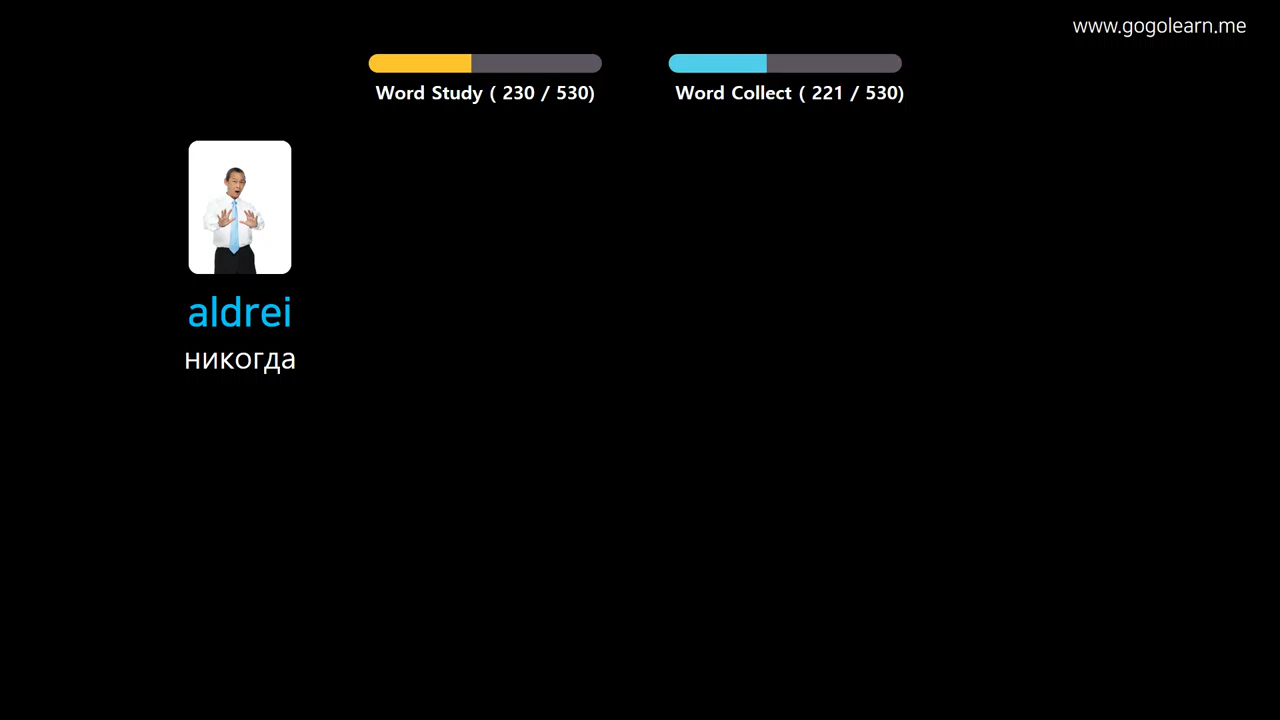 www.gogolearn.me
Word Study ( 230 / 530)
Word Collect ( 221 / 530)
aldrei
никогда